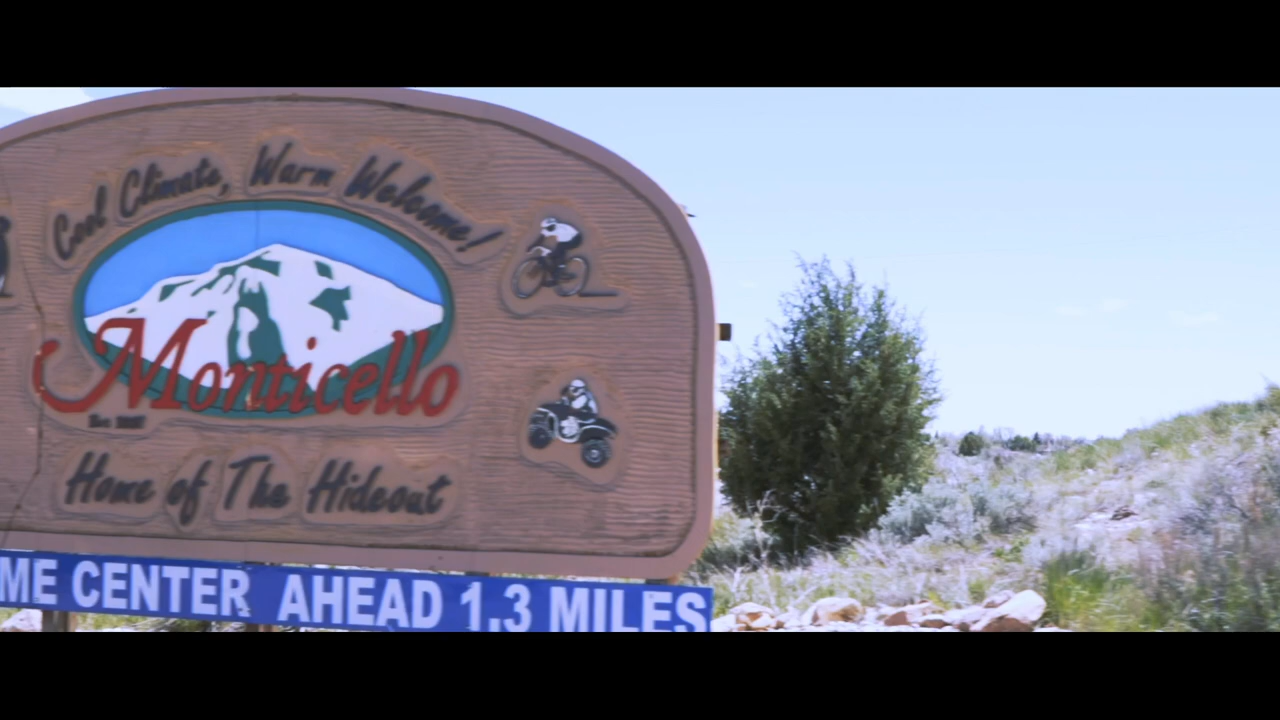 Cool Climate, Warm Welcome!
Monticello
Home of The Hideout
ME CENTER AHEAD 1.3 MILES